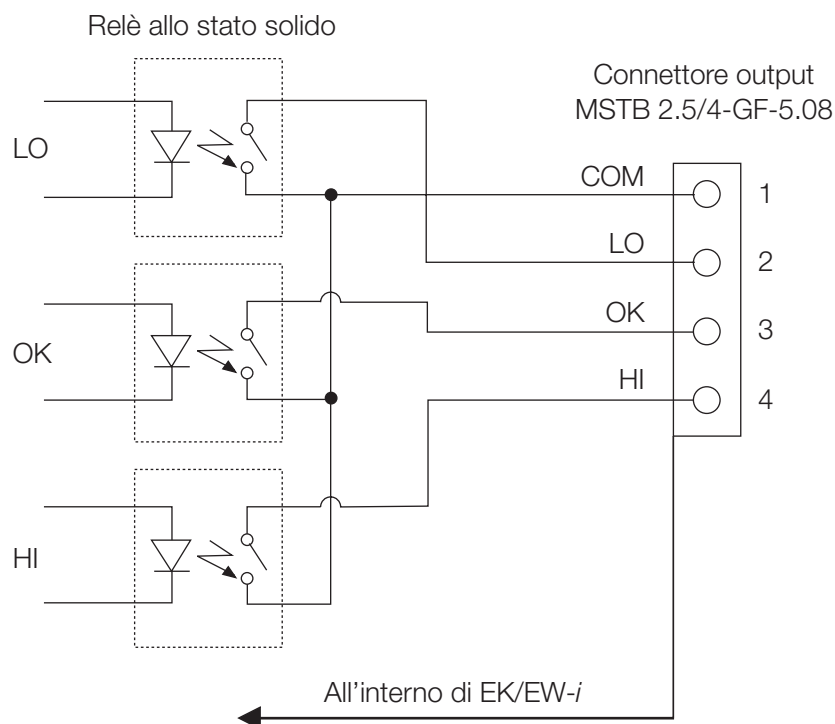 Relè allo stato solido
Connettore output
MSTB 2.5/4-GF-5.08
LO
COM
1
LO
2
OK
OK
3
HI
4
HI
All'interno di EK/EW-i